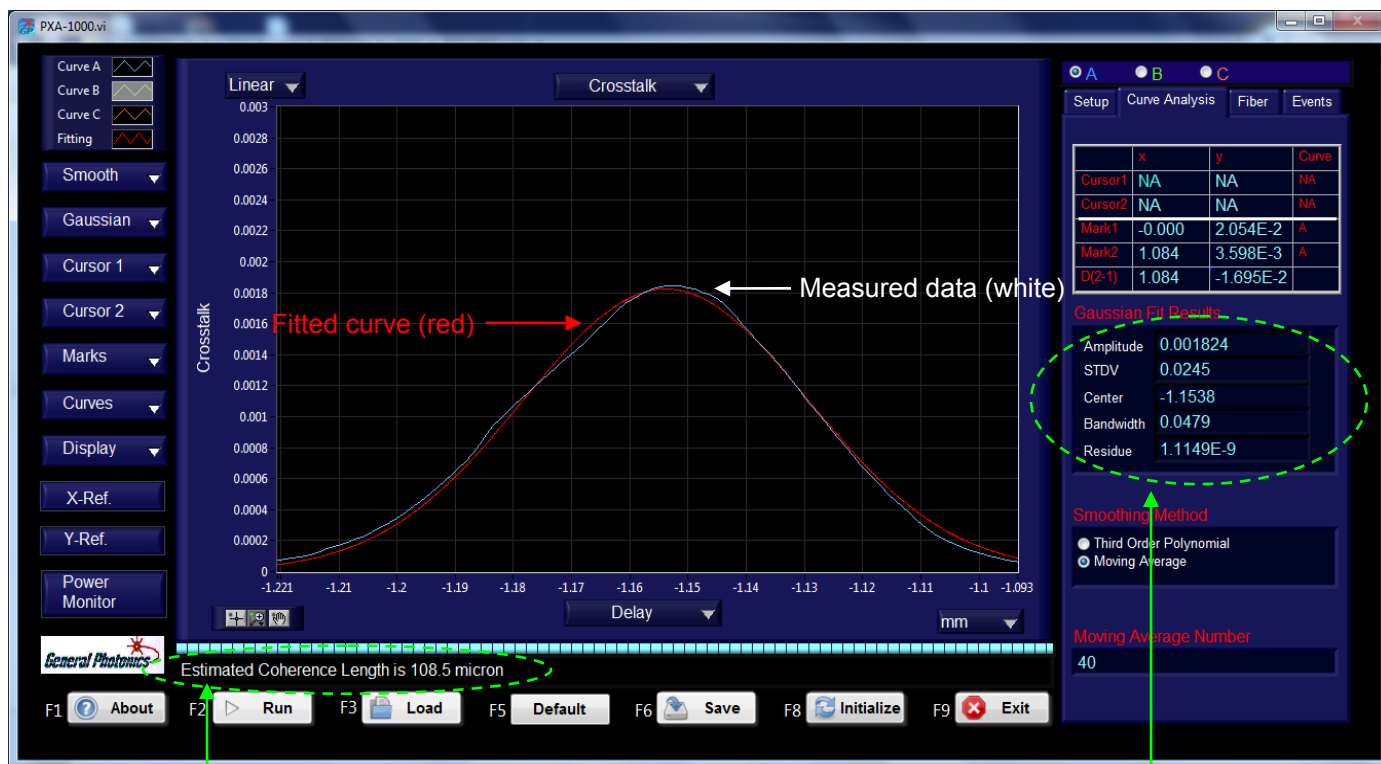 PXA-1000.vi
Curve A
Curve B
Curve C
Fitting
Smooth
Gaussian
Cursor 1
Cursor 2
Marks
Curves
Display
X-Ref.
Y-Ref.
Power
Monitor
General Photonics
Linear
Crosstalk
0.003
0.0028
0.0026
0.0024
0.0022
0.002
0.0018
0.0016
0.0014
0.0012
0.001
0.0008
0.0006
0.0004
0.0002
0
Crosstalk
Measured data (white)
Fitted curve (red)
-1.221 -1.21 -1.2 -1.19 -1.18 -1.17 -1.16 -1.15 -1.14 -1.13 -1.12 -1.11 -1.1 -1.093
Delay
mm
Estimated Coherence Length is 108.5 micron
F1 About F2 Run F3 Load F5 Default F6 Save F8 Initialize F9 Exit
A B C
Setup Curve Analysis Fiber Events
x y Curve
Cursor1 NA NA NA
Cursor2 NA NA NA
Mark1 -0.000 2.054E-2 A
Mark2 1.084 3.598E-3 A
D(2-1) 1.084 -1.695E-2
Gaussian Fit Results
Amplitude 0.001824
STDV 0.0245
Center -1.1538
Bandwidth 0.0479
Residue 1.1149E-9
Smoothing Method
Third Order Polynomial
Moving Average
Moving Average Number
40